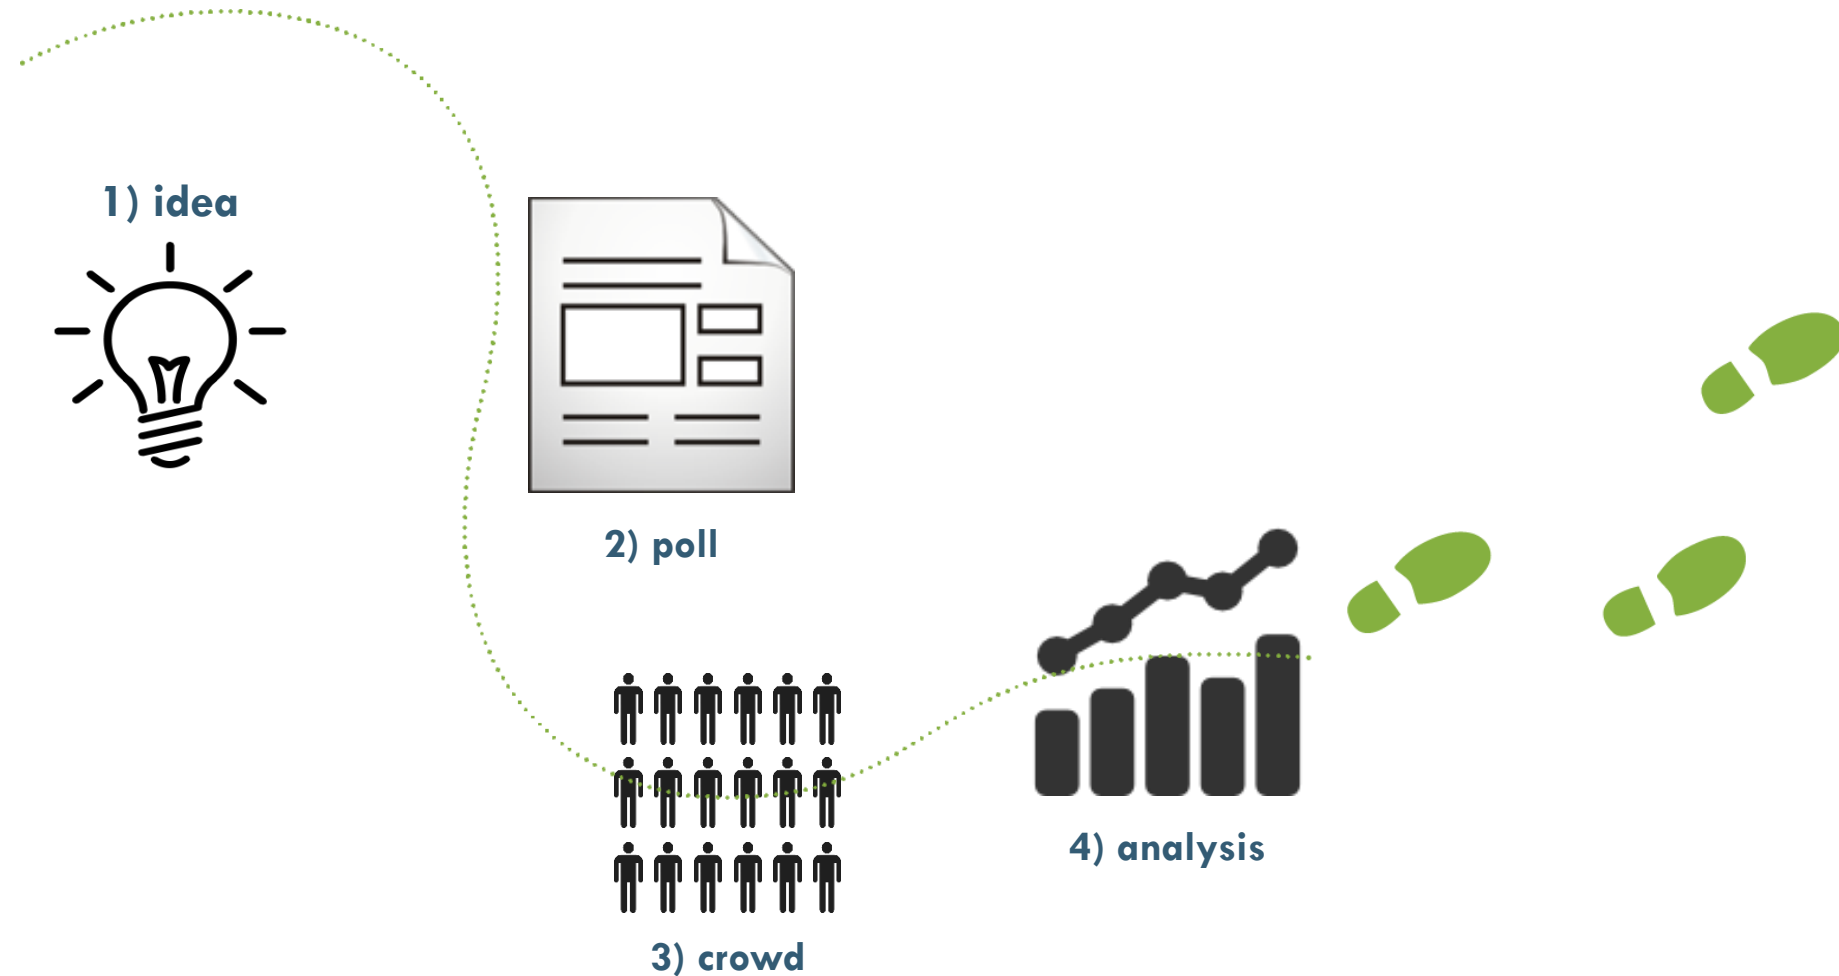 1) idea
2) poll
3) crowd
4) analysis